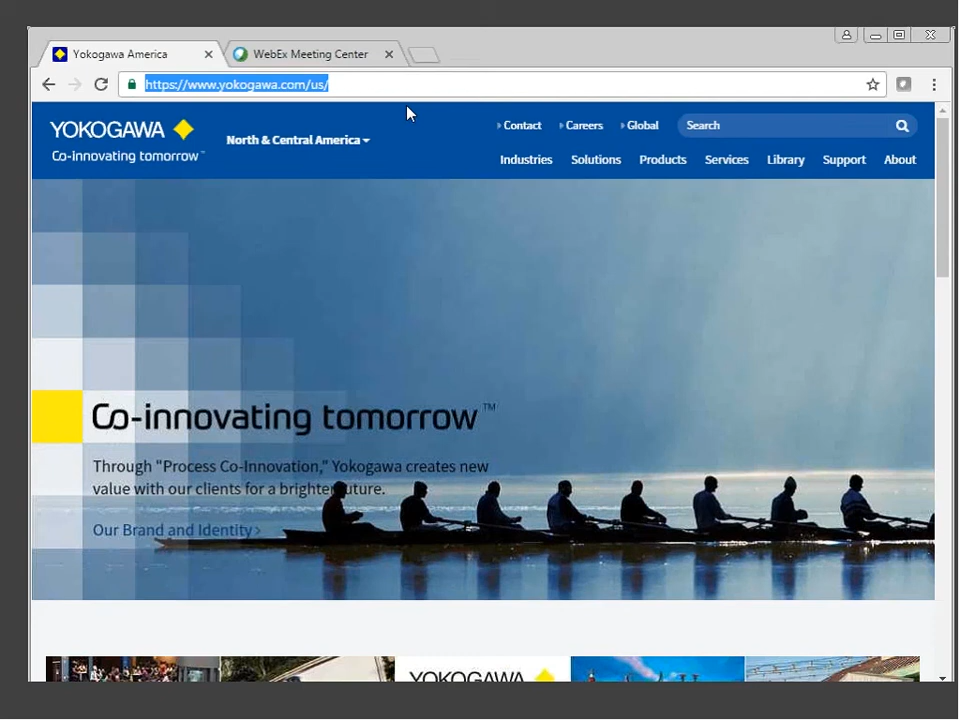 Yokogawa America
WebEx Meeting Center
https://www.yokogawa.com/us/
YOKOGAWA
Co-innovating tomorrow™
North & Central America
Contact Careers Global Search
Industries Solutions Products Services Library Support About
Co-innovating tomorrow™
Through "Process Co-Innovation," Yokogawa creates new
value with our clients for a brighter future.
Our Brand and Identity >
YOKOGAWA